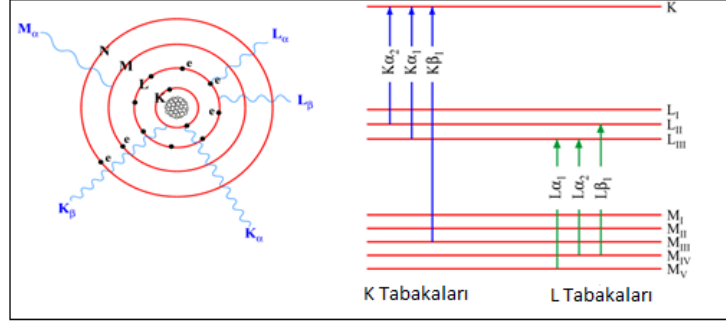 Mα
N
M
L
K
e
e
e
e
e
Lα
Lβ
Kβ
Kα
K
Kα2
Kα1
Kβ1
LI
LII
LIII
Lα1
Lα2
Lβ1
MI
MII
MIII
MIV
MV
K Tabakaları
L Tabakaları